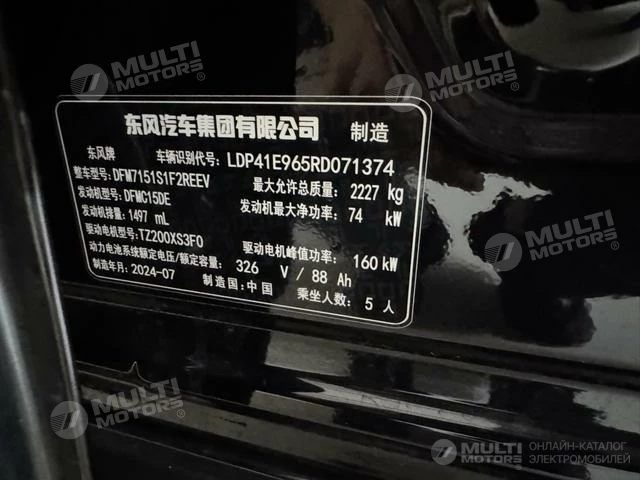 MULTI MOTORS
MULTI MOTORS
东风汽车集团有限公司 制造
东风牌 车辆识别代号: LDP41E965RD071374
整车型号: DFM7151S1F2REEV 最大允许总质量: 2227 kg
发动机型号: DFMC15DE 发动机最大净功率: 74 kW
发动机排量: 1497 mL
驱动电机型号: TZ200XS3F0 驱动电机峰值功率: 160 kW
动力电池系统额定电压/额定容量: 326 V / 88 Ah
制造年月: 2024-07 制造国: 中国 乘坐人数: 5 人
MULTI MOTORS
MULTI MOTORS
MULTI MOTORS
ОНЛАЙН-КАТАЛОГ
ЭЛЕКТРОМОБИЛЕЙ